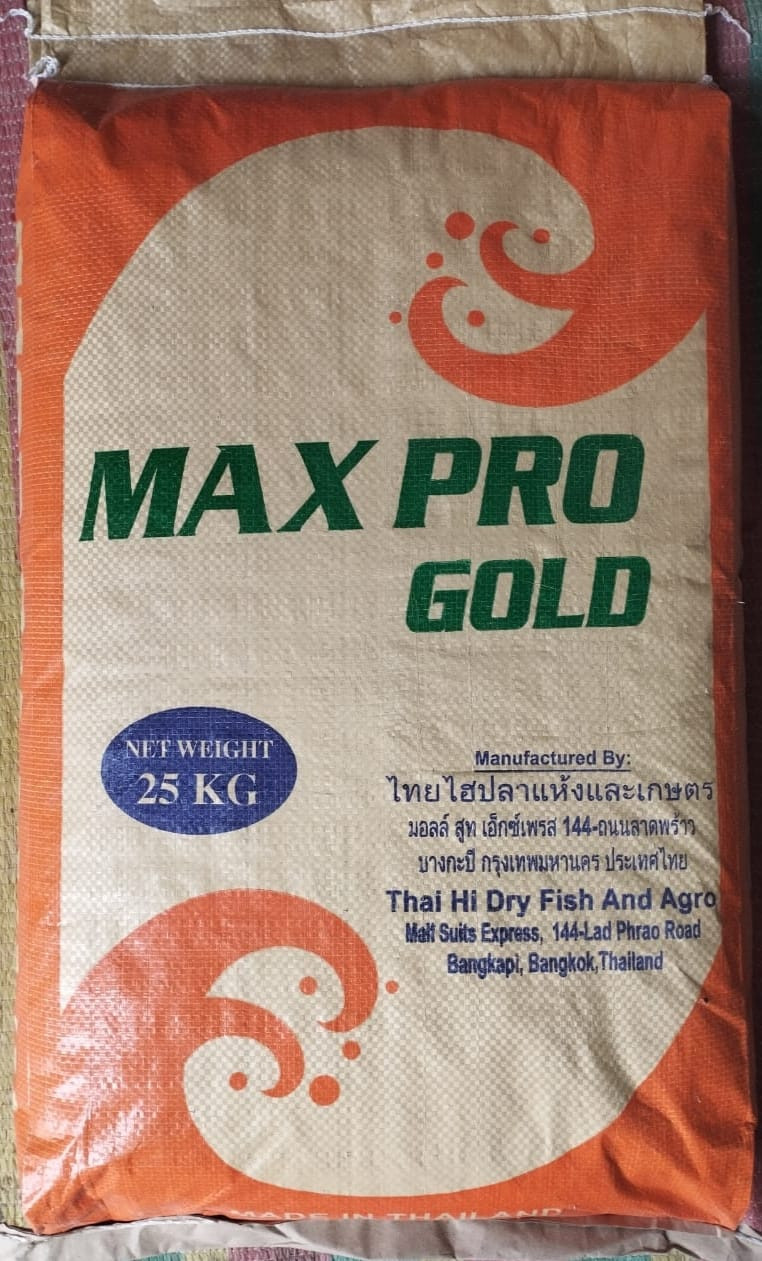 MAX PRO
GOLD
NET WEIGHT
25 KG
Manufactured By:
ไทยไฮปลาแห้งและเกษตร
มอลล์ สูท เอ็กซ์เพรส 144-ถนนลาดพร้าว
บางกะปี กรุงเทพมหานคร ประเทศไทย
Thai Hi Dry Fish And Agro
Mall Suits Express, 144-Lad Phrao Road
Bangkapi, Bangkok,Thailand
MADE IN THAILAND